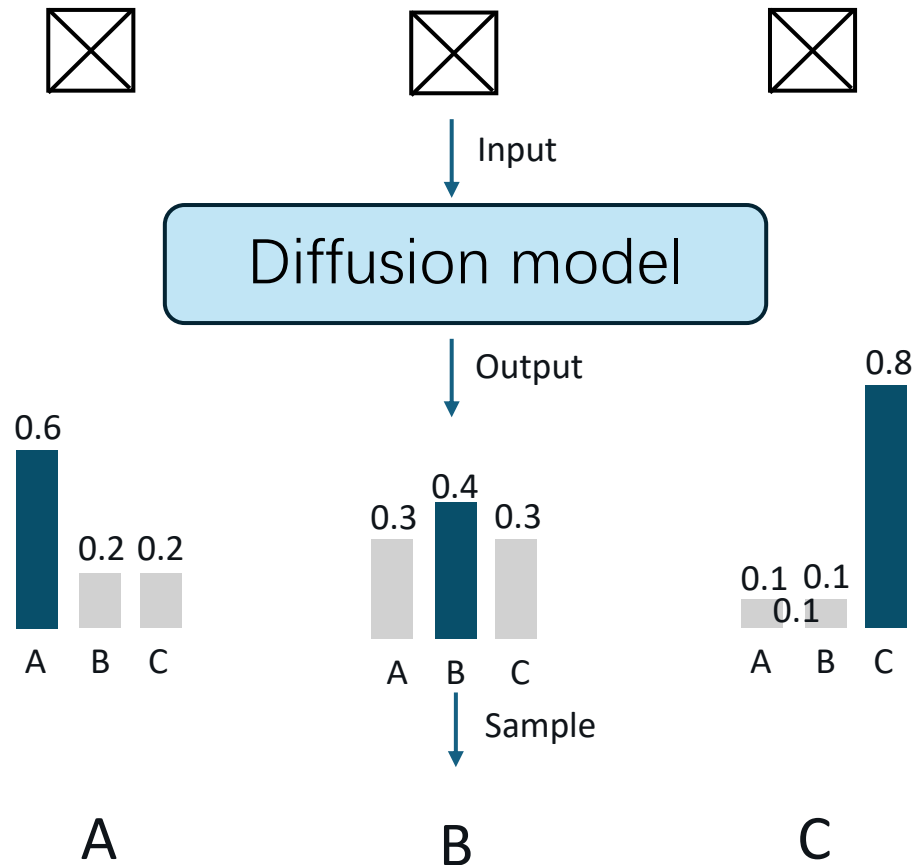 Input
Diffusion model
Output
0.6
0.2 0.2
A B C
0.3 0.4 0.3
A B C
0.8
0.1 0.1
0.1
A B C
Sample
A B C